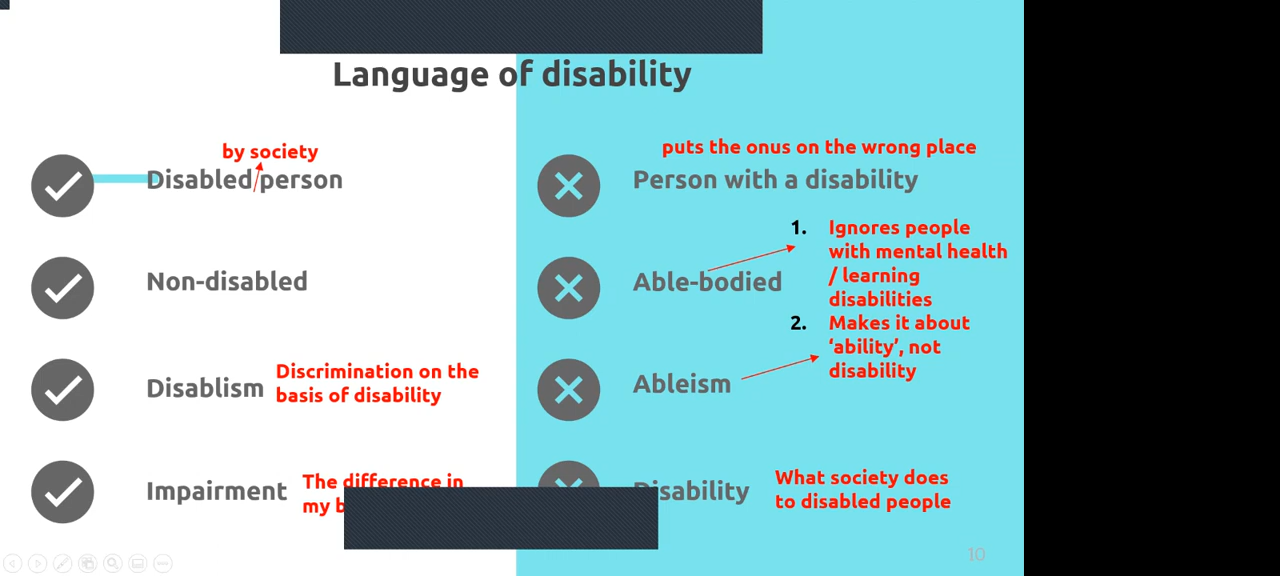 Language of disability
by society
Disabled/person
Non-disabled
Disablism
Discrimination on the
basis of disability
Impairment
The difference in
my
puts the onus on the wrong place
Person with a disability
Able-bodied
1. Ignores people
with mental health
/ learning
disabilities
2. Makes it about
‘ability’, not
disability
Ableism
Disability
What society does
to disabled people
10